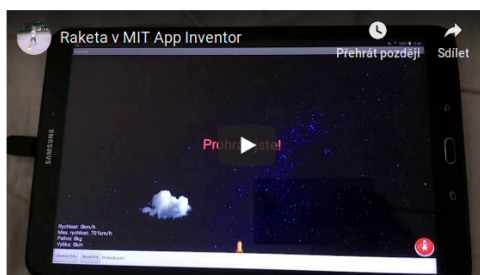 Raketa v MIT App Inventor
Přehrát později
Sdílet
SAMSUNG
Prohráli jste!
Rychlost: 0km/h
Max. rychlost: 701km/h
Palivo: 0kg
Výška: 0km